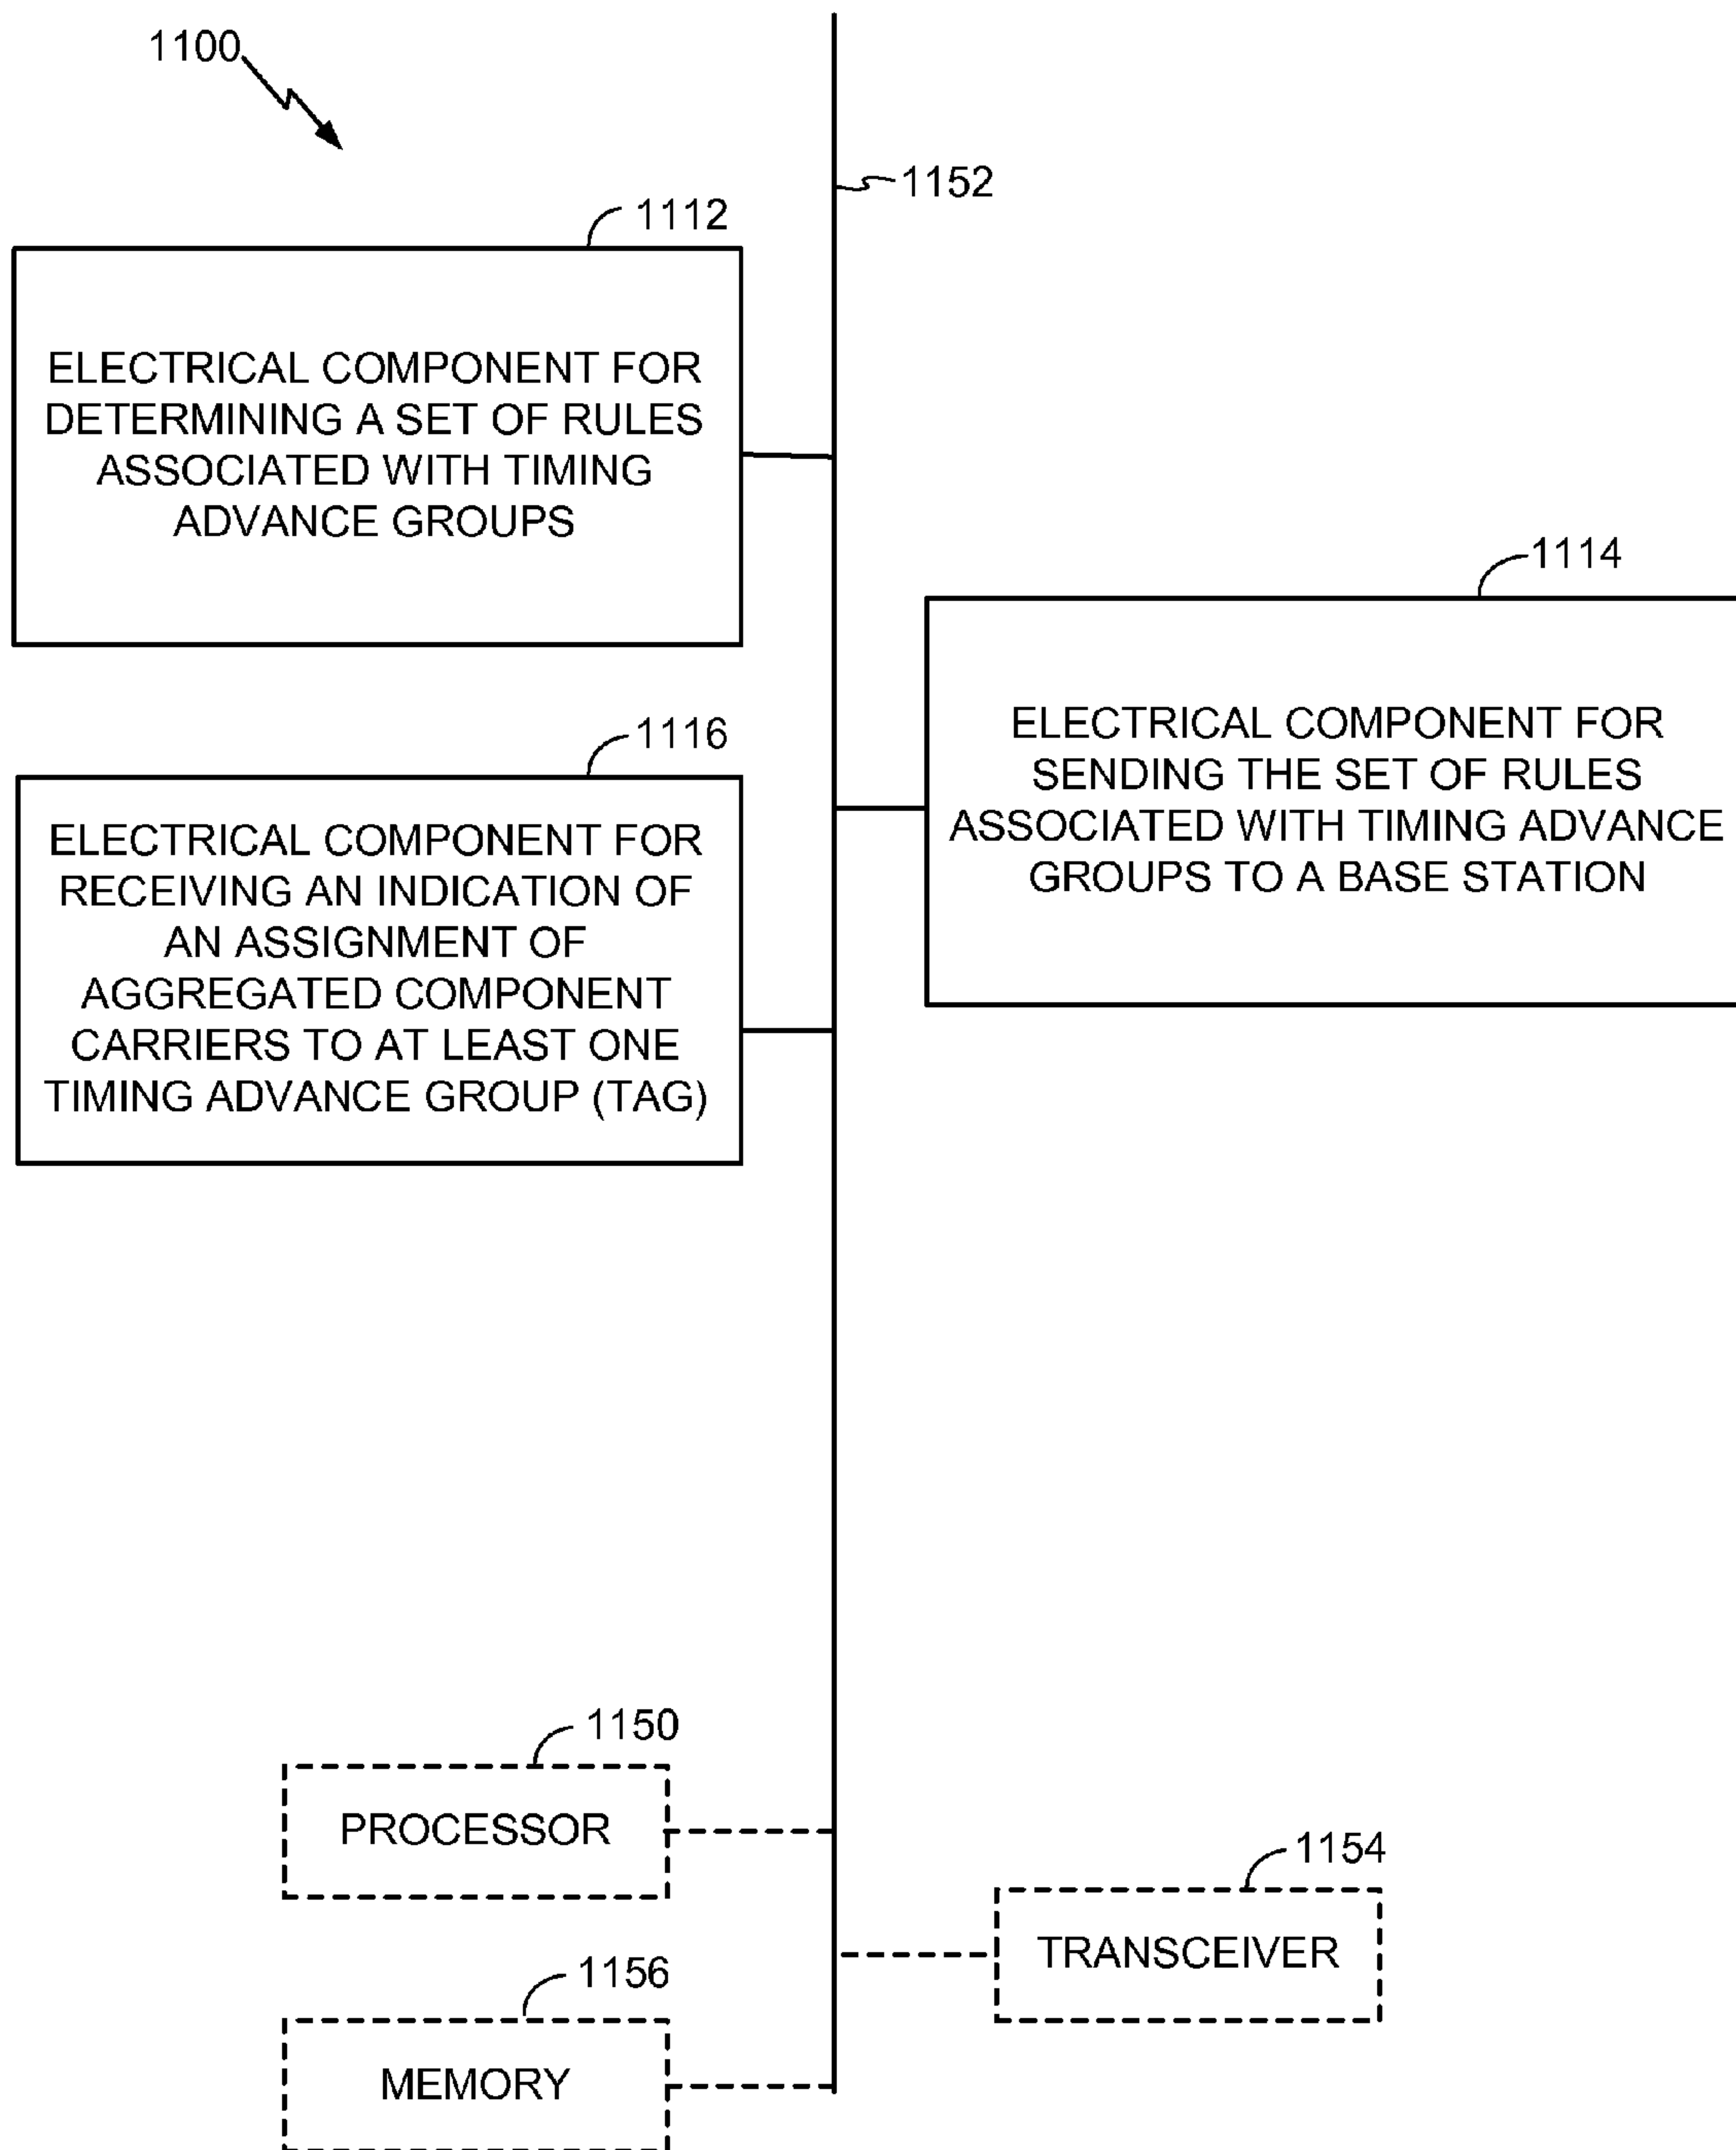 1100
1152
1112
ELECTRICAL COMPONENT FOR
DETERMINING A SET OF RULES
ASSOCIATED WITH TIMING
ADVANCE GROUPS
1114
ELECTRICAL COMPONENT FOR
SENDING THE SET OF RULES
ASSOCIATED WITH TIMING ADVANCE
GROUPS TO A BASE STATION
1116
ELECTRICAL COMPONENT FOR
RECEIVING AN INDICATION OF
AN ASSIGNMENT OF
AGGREGATED COMPONENT
CARRIERS TO AT LEAST ONE
TIMING ADVANCE GROUP (TAG)
1150
PROCESSOR
1154
TRANSCEIVER
1156
MEMORY